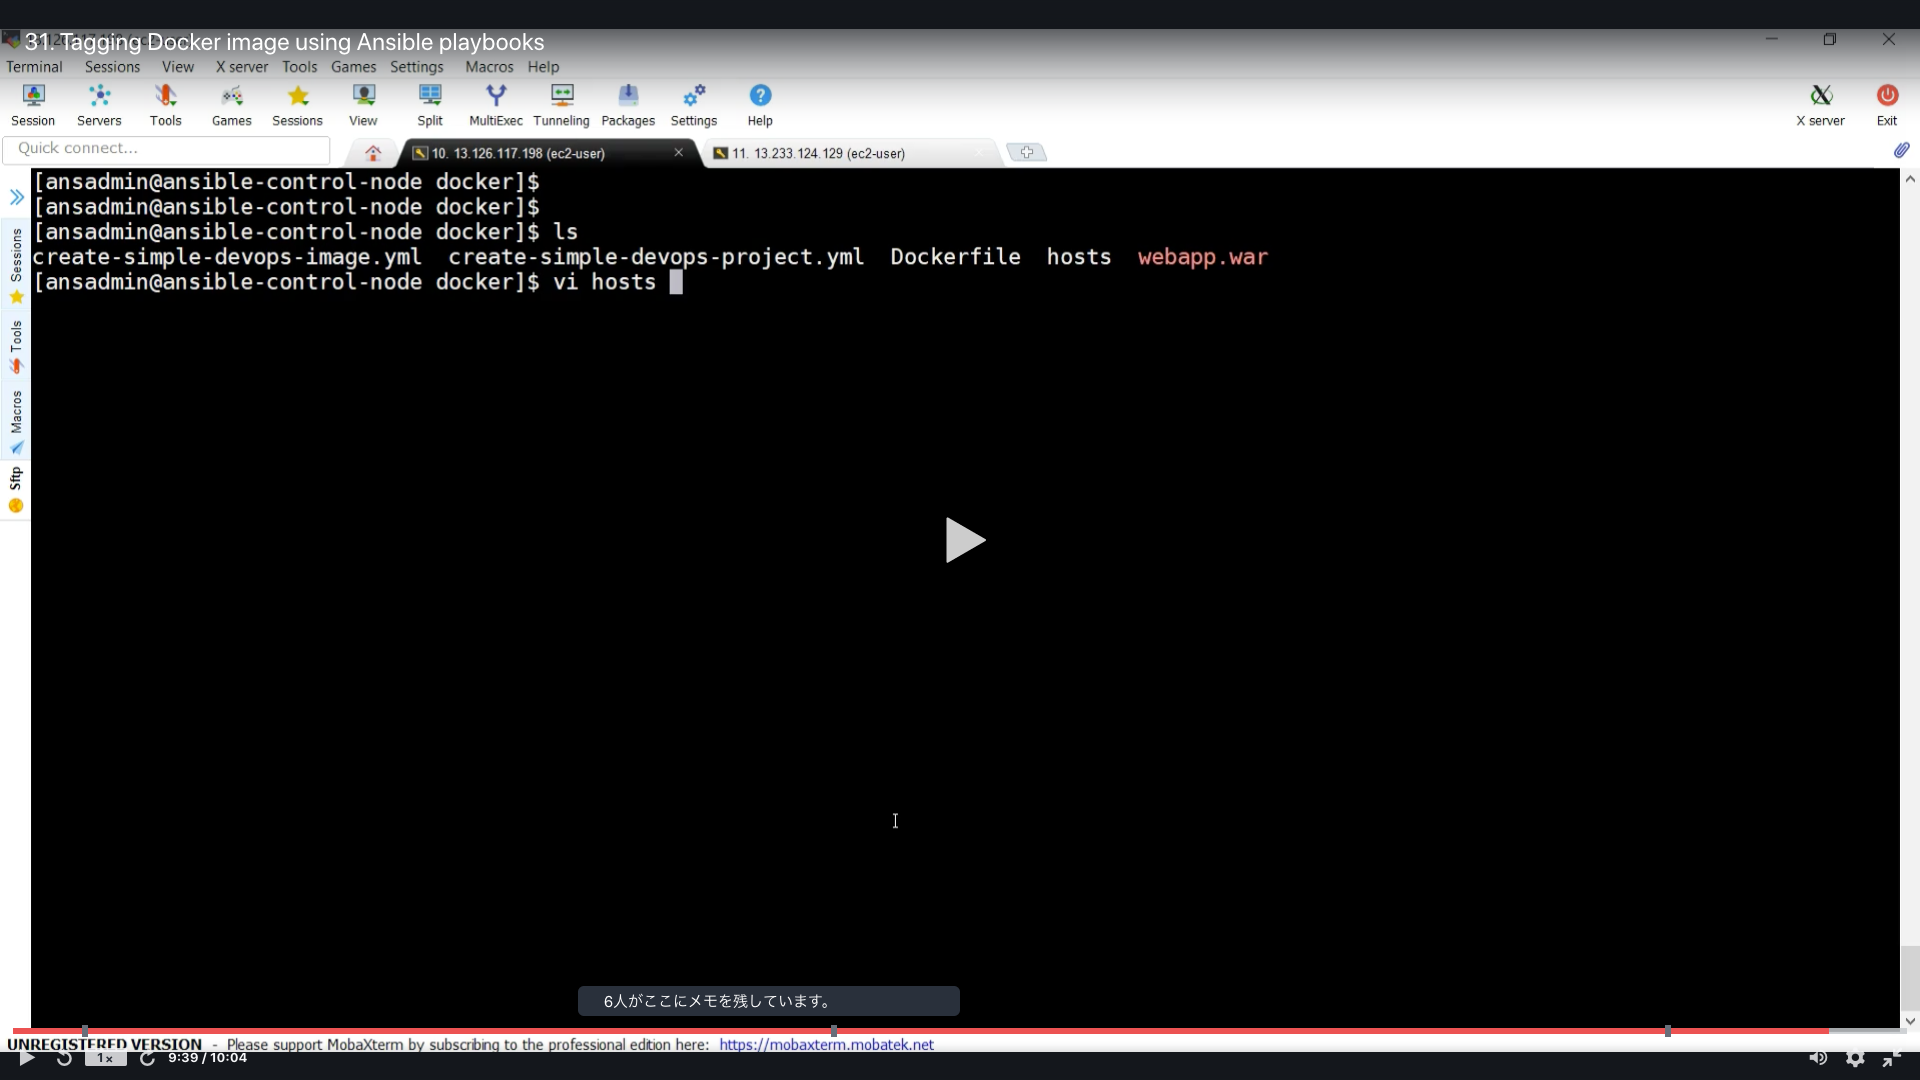 31. Tagging Docker image using Ansible playbooks
Terminal Sessions View X server Tools Games Settings Macros Help
Session Servers Tools Games Sessions View Split MultiExec Tunneling Packages Settings Help X server Exit
Quick connect...
10. 13.126.117.198 (ec2-user)
11. 13.233.124.129 (ec2-user)
[ansadmin@ansible-control-node docker]$
[ansadmin@ansible-control-node docker]$
[ansadmin@ansible-control-node docker]$ ls
create-simple-devops-image.yml create-simple-devops-project.yml Dockerfile hosts webapp.war
[ansadmin@ansible-control-node docker]$ vi hosts
Sessions
Tools
Macros
Sftp
6人がここにメモを残しています。
UNREGISTERED VERSION - Please support MobaXterm by subscribing to the professional edition here: https://mobaxterm.mobatek.net
1x 9:39 / 10:04